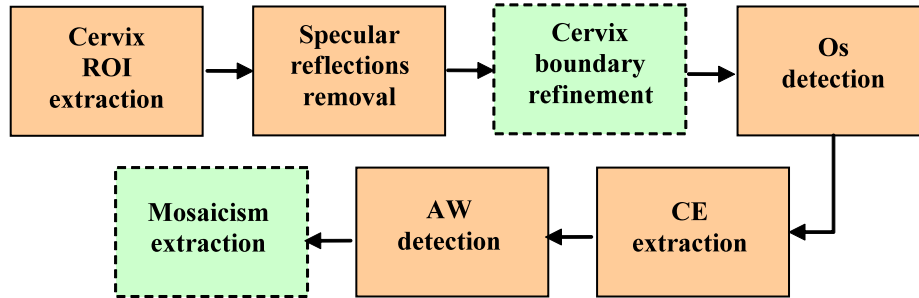 Cervix
ROI
extraction
Specular
reflections
removal
Cervix
boundary
refinement
Os
detection
CE
extraction
AW
detection
Mosaicism
extraction